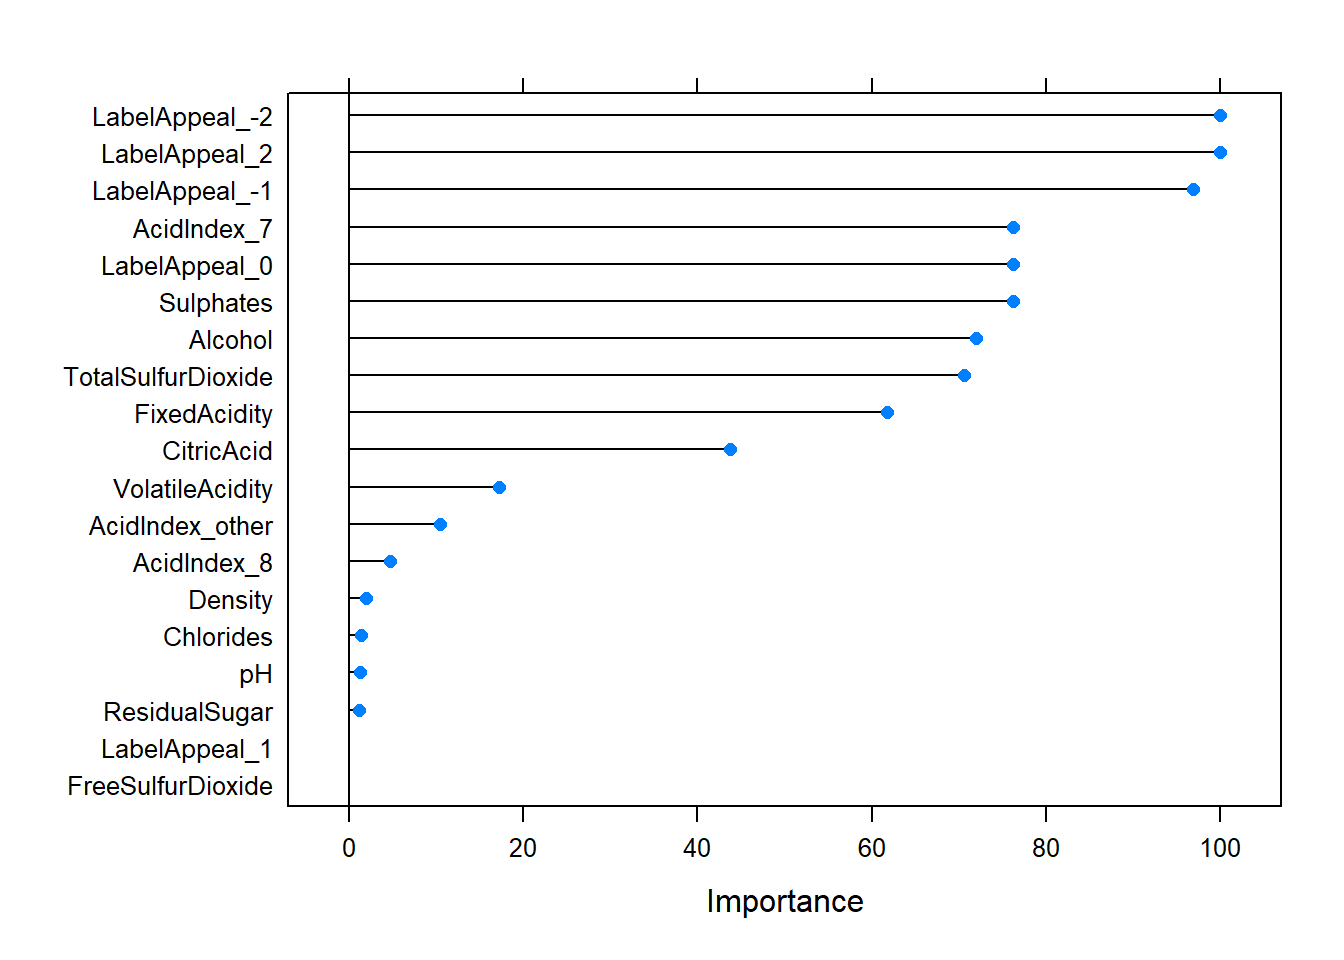 LabelAppeal_-2
LabelAppeal_2
LabelAppeal_-1
AcidIndex_7
LabelAppeal_0
Sulphates
Alcohol
TotalSulfurDioxide
FixedAcidity
CitricAcid
VolatileAcidity
AcidIndex_other
AcidIndex_8
Density
Chlorides
pH
ResidualSugar
LabelAppeal_1
FreeSulfurDioxide
0 20 40 60 80 100
Importance